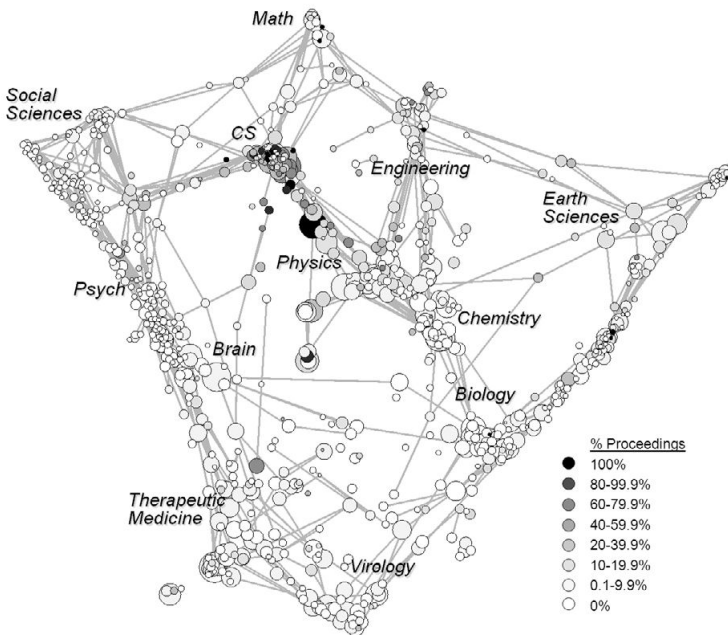 Math
Social
Sciences
CS
Engineering
Earth
Sciences
Physics
Psych
Chemistry
Brain
Biology
Therapeutic
Medicine
Virology
% Proceedings
100%
80-99.9%
60-79.9%
40-59.9%
20-39.9%
10-19.9%
0.1-9.9%
0%